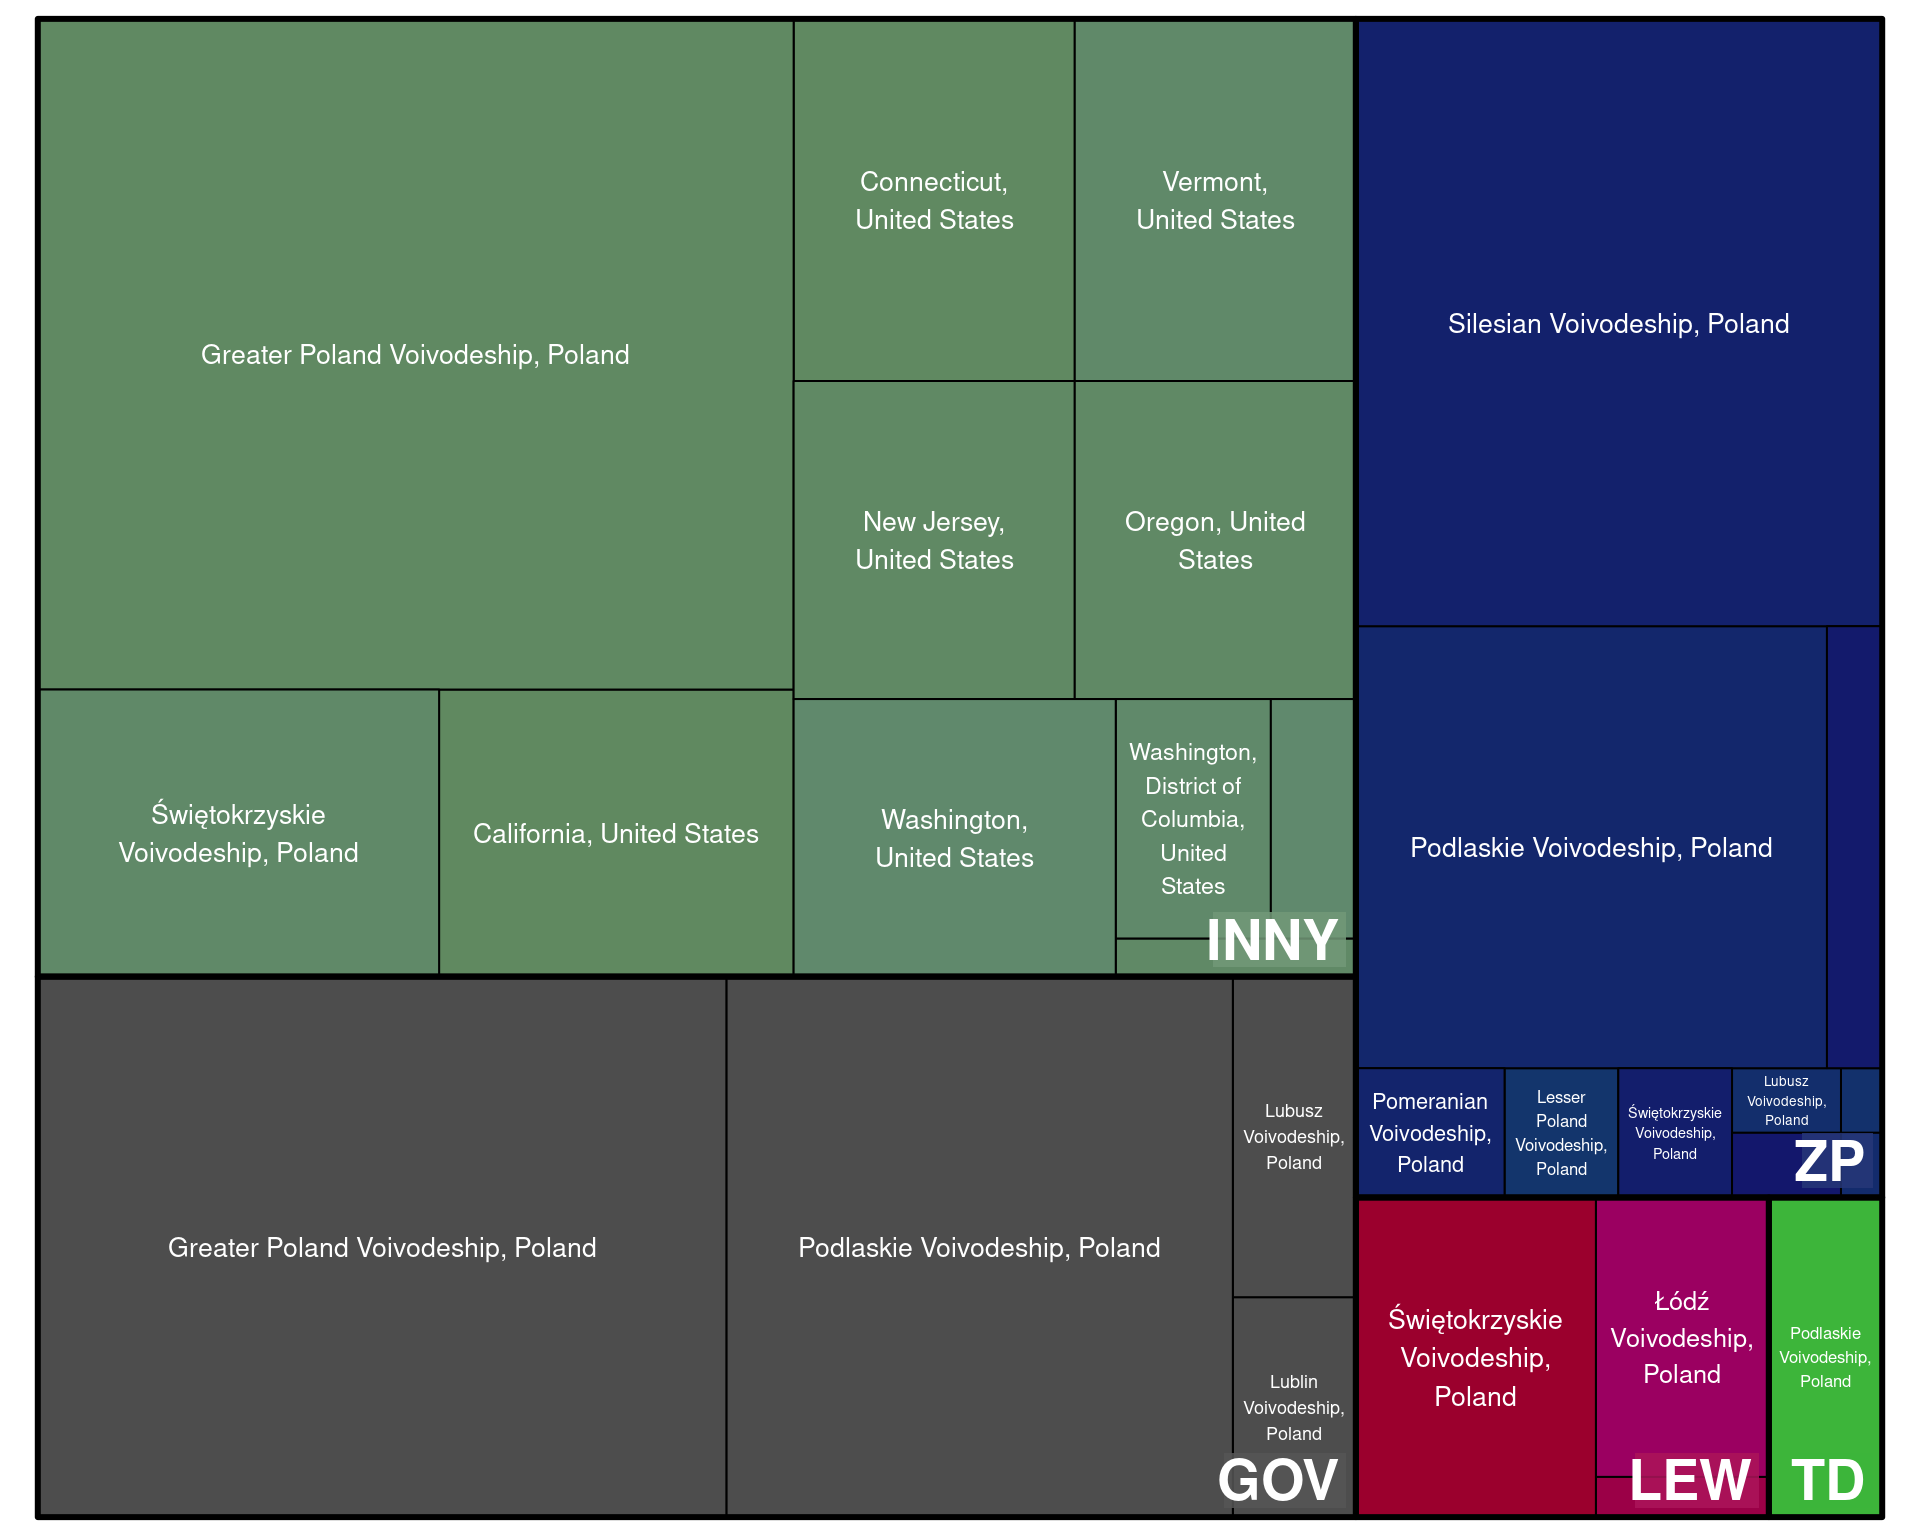 Greater Poland Voivodeship, Poland
Connecticut,
United States
Vermont,
United States
New Jersey,
United States
Oregon, United
States
Świętokrzyskie
Voivodeship, Poland
California, United States
Washington,
United States
Washington,
District of
Columbia,
United
States
INNY
Greater Poland Voivodeship, Poland
Podlaskie Voivodeship, Poland
Lubusz
Voivodeship,
Poland
Lublin
Voivodeship,
Poland
GOV
Silesian Voivodeship, Poland
Podlaskie Voivodeship, Poland
Pomeranian
Voivodeship,
Poland
Lesser
Poland
Voivodeship,
Poland
Świętokrzyskie
Voivodeship,
Poland
Lubusz
Voivodeship,
Poland
ZP
Świętokrzyskie
Voivodeship,
Poland
Łódź
Voivodeship,
Poland
LEW
Podlaskie
Voivodeship,
Poland
TD